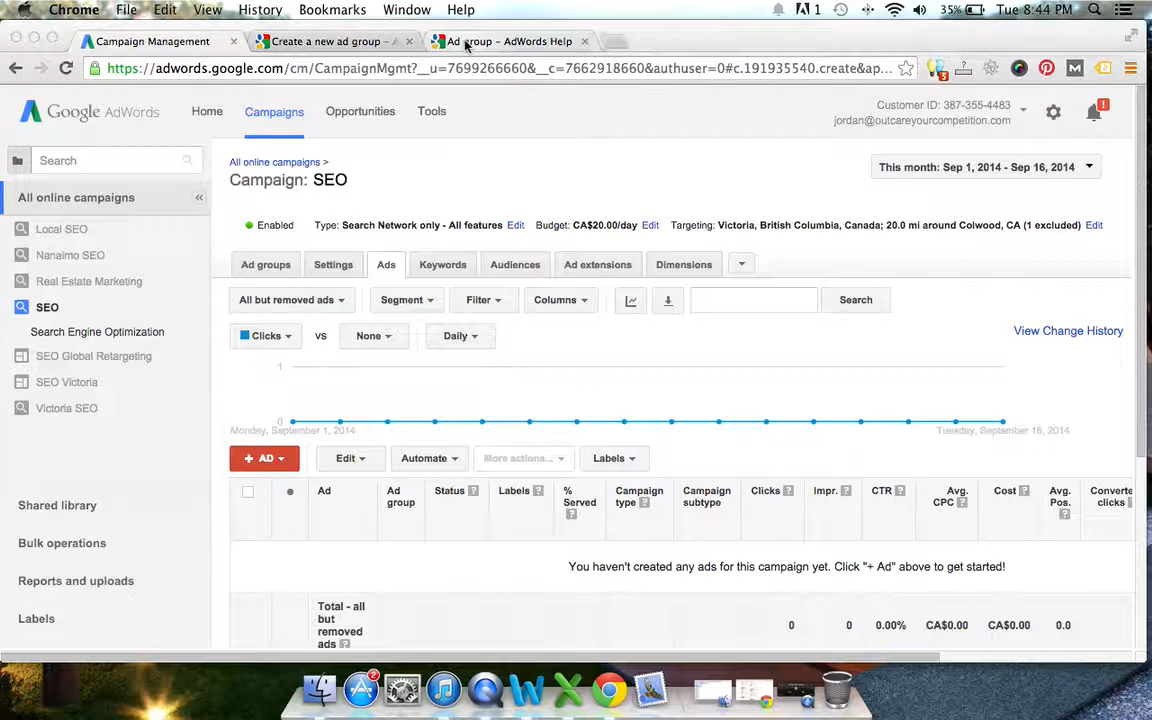 Chrome File Edit View History Bookmarks Window Help 1 35% Tue 8:44 PM
Campaign Management × Create a new ad group – A × Ad group – AdWords Help ×
https://adwords.google.com/cm/CampaignMgmt?__u=7699266660&__c=7662918660&authuser=0#c.191935540.create&ap... 5 M
Google AdWords Home Campaigns Opportunities Tools Customer ID: 387-355-4483
jordan@outcareyourcompetition.com !
Search
All online campaigns «
Local SEO
Nanaimo SEO
Real Estate Marketing
SEO
Search Engine Optimization
SEO Global Retargeting
SEO Victoria
Victoria SEO
Shared library
Bulk operations
Reports and uploads
Labels
All online campaigns >
Campaign: SEO
This month: Sep 1, 2014 - Sep 16, 2014
Enabled Type: Search Network only - All features Edit Budget: CA$20.00/day Edit Targeting: Victoria, British Columbia, Canada; 20.0 mi around Colwood, CA (1 excluded) Edit
Ad groups Settings Ads Keywords Audiences Ad extensions Dimensions
All but removed ads Segment Filter Columns Search
Clicks VS None Daily
View Change History
1
0
Monday, September 1, 2014 Tuesday, September 16, 2014
+ AD Edit Automate More actions... Labels
Ad Ad group Status ? Labels ? % Served ? Campaign type ? Campaign subtype Clicks ? Impr. ? CTR ? Avg. CPC ? Cost ? Avg. Pos. ? Converte clicks
You haven't created any ads for this campaign yet. Click "+ Ad" above to get started!
Total - all
but
removed
ads ?
0 0 0.00% CA$0.00 CA$0.00 0.0
2 W X